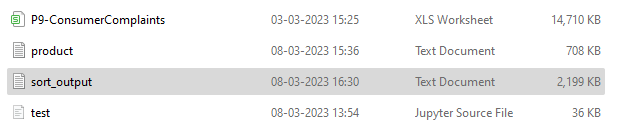 P9-ConsumerComplaints 03-03-2023 15:25 XLS Worksheet 14,710 KB
product 08-03-2023 15:36 Text Document 708 KB
sort_output 08-03-2023 16:30 Text Document 2,199 KB
test 08-03-2023 13:54 Jupyter Source File 36 KB